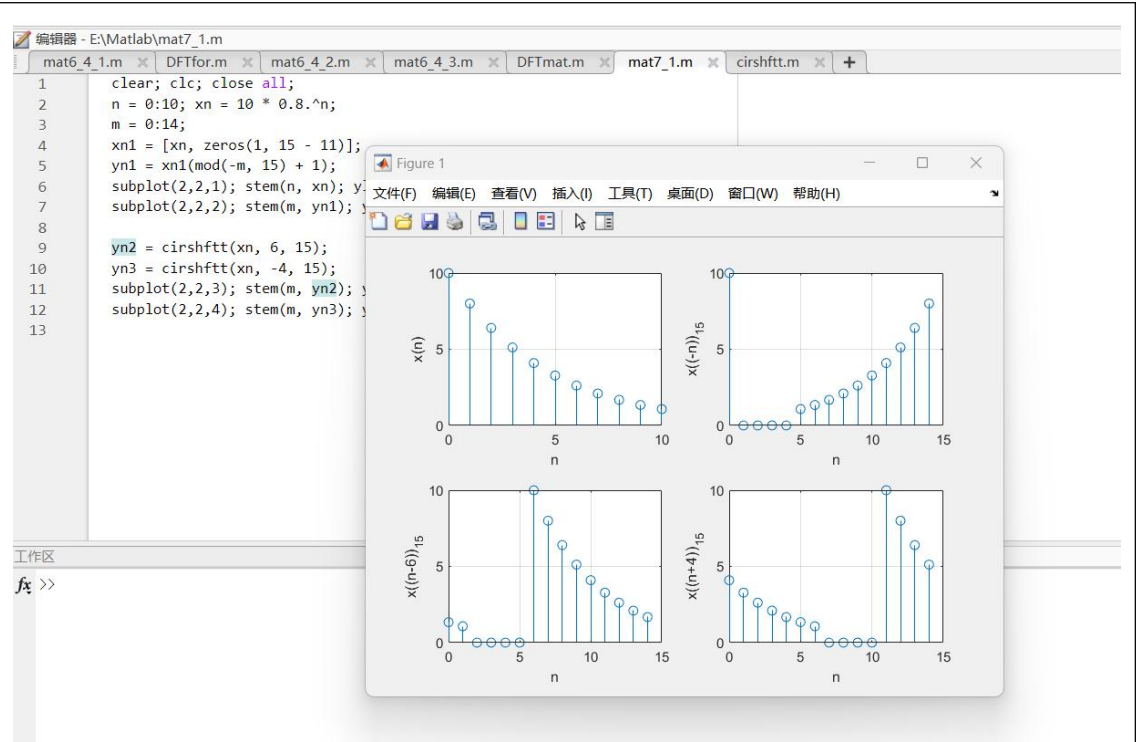 编辑器 - E:\Matlab\mat7_1.m
mat6_4_1.m DFTfor.m mat6_4_2.m mat6_4_3.m DFTmat.m mat7_1.m cirshftt.m
1 clear; clc; close all;
2 n = 0:10; xn = 10 * 0.8.^n;
3 m = 0:14;
4 xn1 = [xn, zeros(1, 15 - 11)];
5 yn1 = xn1(mod(-m, 15) + 1);
6 subplot(2,2,1); stem(n, xn); y
7 subplot(2,2,2); stem(m, yn1);
8
9 yn2 = cirshftt(xn, 6, 15);
10 yn3 = cirshftt(xn, -4, 15);
11 subplot(2,2,3); stem(m, yn2);
12 subplot(2,2,4); stem(m, yn3);
13
Figure 1
文件(F) 编辑(E) 查看(V) 插入(I) 工具(T) 桌面(D) 窗口(W) 帮助(H)
10
5
0
x(n)
0 5 10
n
10
5
0
x((-n))15
0 5 10 15
n
10
5
0
x((n-6))15
0 5 10 15
n
10
5
0
x((n+4))15
0 5 10 15
n
工作区
fx >>